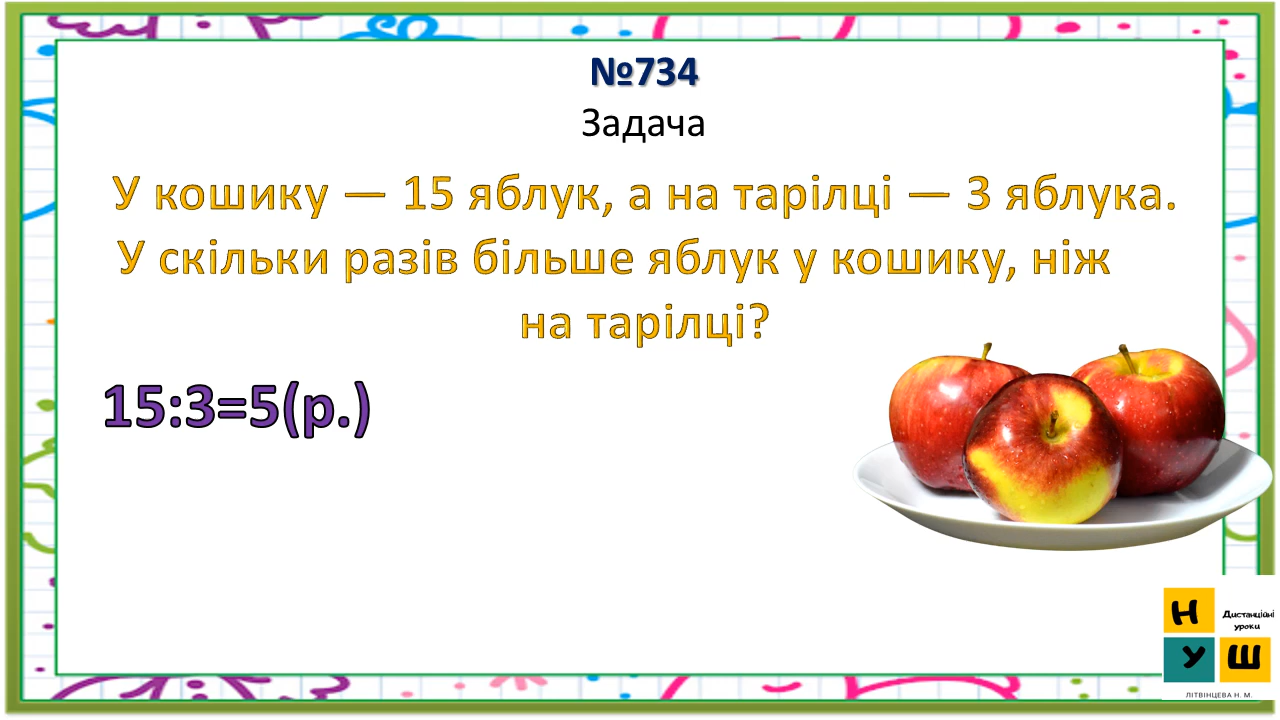 №734
Задача
У кошику — 15 яблук, а на тарілці — 3 яблука.
У скільки разів більше яблук у кошику, ніж
на тарілці?
15:3=5(р.)
Н
Дистанційні
уроки
У Ш
ЛІТВІНЦЕВА Н. М.